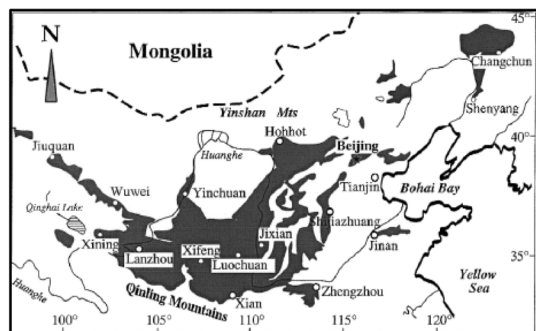 45°
Mongolia
Changchun
Shenyang
Yinshan Mts
Hohhot
40°
Jiuquan
Huanghe
Beijing
Wuwei
Yinchuan
Tianjin
Bohai Bay
Qinghai Lake
Shijiazhuang
Xining
Jixian
Jinan
Lanzhou
Xifeng
Luochuan
35°
Yellow
Sea
Huanghe
Qinling Mountains
Xian
Zhengzhou
100°
105°
110°
115°
120°
N